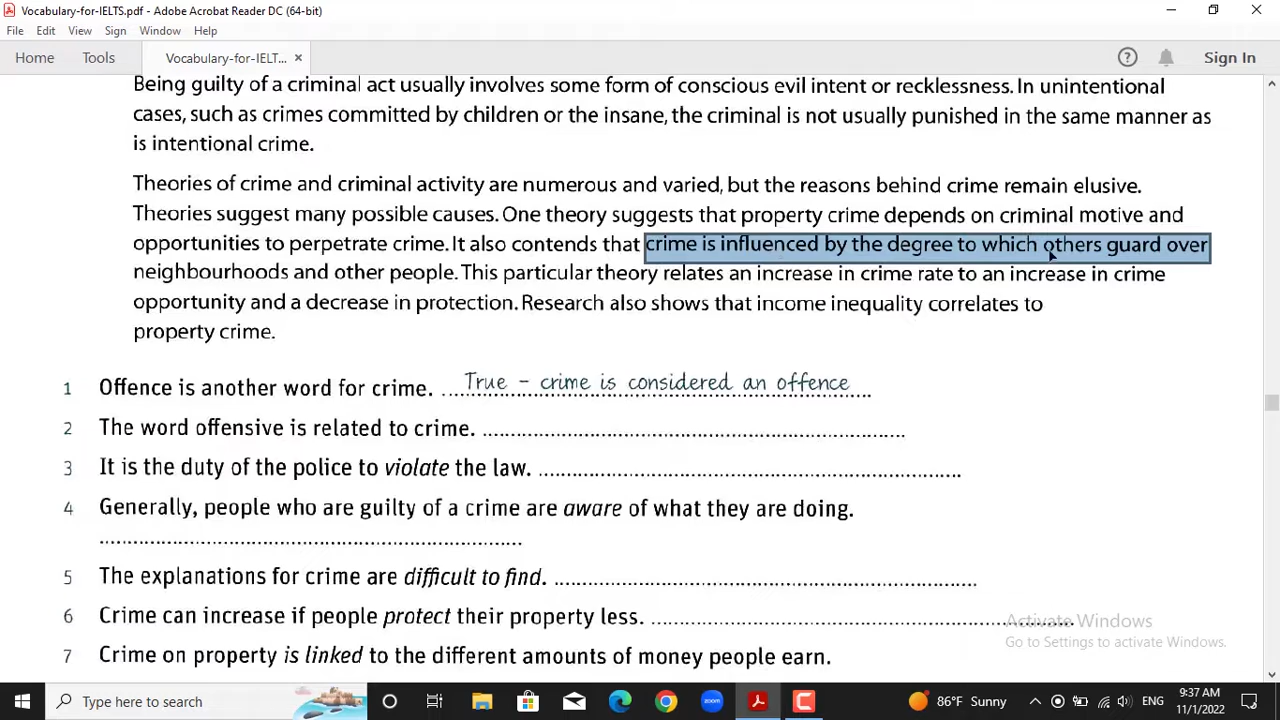 Vocabulary-for-IELTS.pdf - Adobe Acrobat Reader DC (64-bit)
File Edit View Sign Window Help
Home Tools Vocabulary-for-IELT... Sign In
Being guilty of a criminal act usually involves some form of conscious evil intent or recklessness. In unintentional
cases, such as crimes committed by children or the insane, the criminal is not usually punished in the same manner as
is intentional crime.
Theories of crime and criminal activity are numerous and varied, but the reasons behind crime remain elusive.
Theories suggest many possible causes. One theory suggests that property crime depends on criminal motive and
opportunities to perpetrate crime. It also contends that crime is influenced by the degree to which others guard over
neighbourhoods and other people. This particular theory relates an increase in crime rate to an increase in crime
opportunity and a decrease in protection. Research also shows that income inequality correlates to
property crime.
1 Offence is another word for crime. True – crime is considered an offence
2 The word offensive is related to crime.
3 It is the duty of the police to violate the law.
4 Generally, people who are guilty of a crime are aware of what they are doing.
5 The explanations for crime are difficult to find.
6 Crime can increase if people protect their property less.
7 Crime on property is linked to the different amounts of money people earn.
Activate Windows
Go to Settings to activate Windows.
Type here to search zoom 86°F Sunny ENG 9:37 AM
11/1/2022